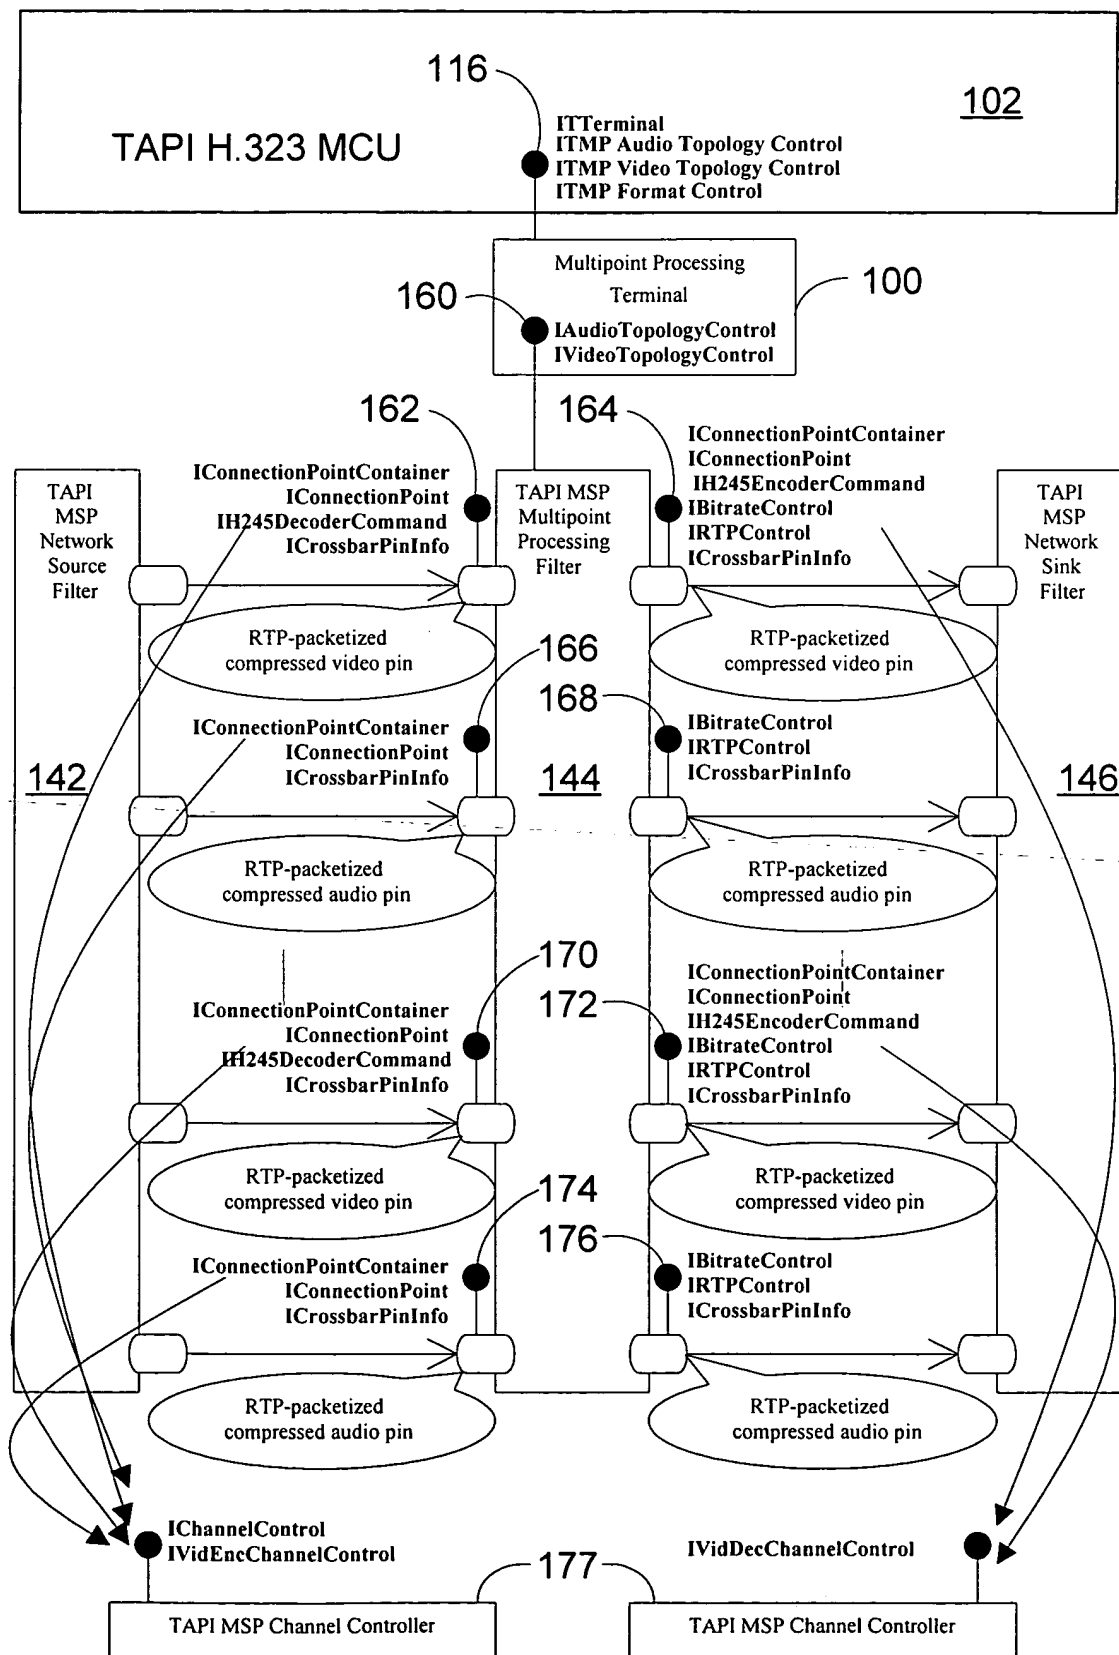 116
102
TAPI H.323 MCU
ITTerminal
ITMP Audio Topology Control
ITMP Video Topology Control
ITMP Format Control
Multipoint Processing
Terminal
100
160
IAudioTopologyControl
IVideoTopologyControl
162
164
TAPI
MSP
Network
Source
Filter
IConnectionPointContainer
IConnectionPoint
IH245DecoderCommand
ICrossbarPinInfo
TAPI MSP
Multipoint
Processing
Filter
IConnectionPointContainer
IConnectionPoint
IH245EncoderCommand
IBitrateControl
IRTPControl
ICrossbarPinInfo
TAPI
MSP
Network
Sink
Filter
RTP-packetized
compressed video pin
RTP-packetized
compressed video pin
166
168
IConnectionPointContainer
IConnectionPoint
ICrossbarPinInfo
IBitrateControl
IRTPControl
ICrossbarPinInfo
142
144
146
RTP-packetized
compressed audio pin
RTP-packetized
compressed audio pin
170
172
IConnectionPointContainer
IConnectionPoint
IH245DecoderCommand
ICrossbarPinInfo
IConnectionPointContainer
IConnectionPoint
IH245EncoderCommand
IBitrateControl
IRTPControl
ICrossbarPinInfo
RTP-packetized
compressed video pin
RTP-packetized
compressed video pin
174
176
IConnectionPointContainer
IConnectionPoint
ICrossbarPinInfo
IBitrateControl
IRTPControl
ICrossbarPinInfo
RTP-packetized
compressed audio pin
RTP-packetized
compressed audio pin
IChannelControl
IVidEncChannelControl
IVidDecChannelControl
177
TAPI MSP Channel Controller
TAPI MSP Channel Controller